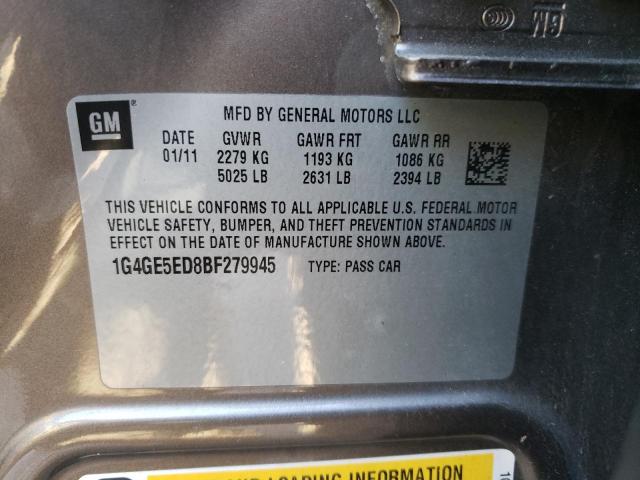 GM
GM ®
MFD BY GENERAL MOTORS LLC
DATE GVWR GAWR FRT GAWR RR
01/11 2279 KG 1193 KG 1086 KG
5025 LB 2631 LB 2394 LB
THIS VEHICLE CONFORMS TO ALL APPLICABLE U.S. FEDERAL MOTOR
VEHICLE SAFETY, BUMPER, AND THEFT PREVENTION STANDARDS IN
EFFECT ON THE DATE OF MANUFACTURE SHOWN ABOVE.
1G4GE5ED8BF279945 TYPE: PASS CAR
LOADING INFORMATION